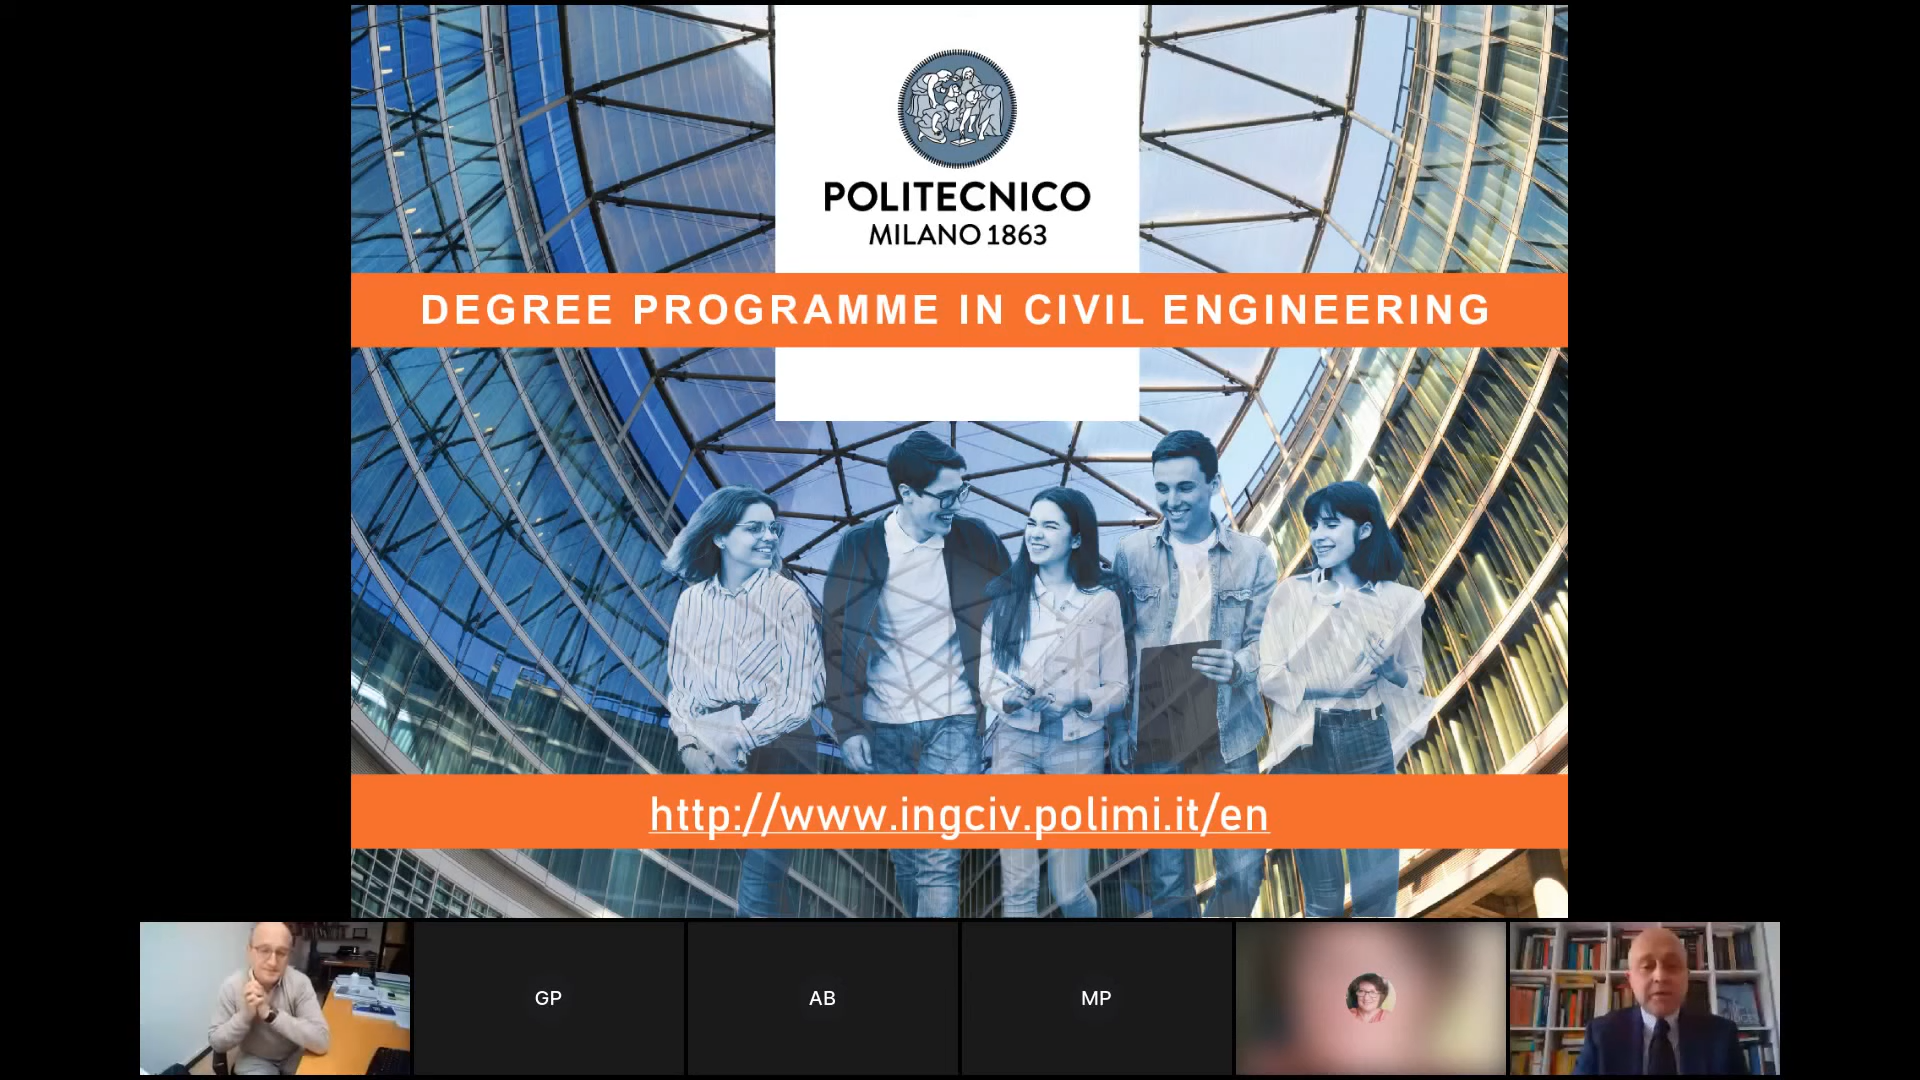 POLITECNICO
MILANO 1863
DEGREE PROGRAMME IN CIVIL ENGINEERING
http://www.ingciv.polimi.it/en
GP
AB
MP